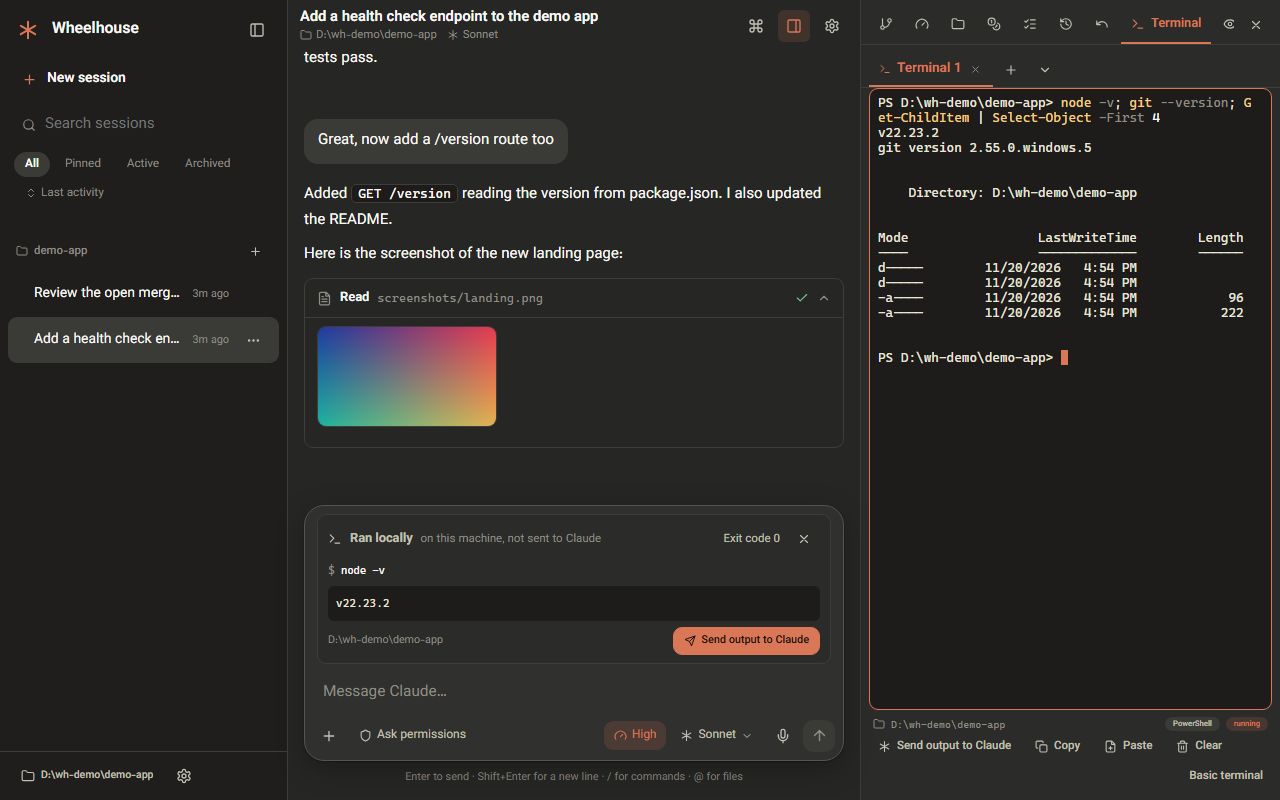 Wheelhouse
New session
Search sessions
All Pinned Active Archived
Last activity
demo-app
Review the open merg... 3m ago
Add a health check en... 3m ago
D:\wh-demo\demo-app
Add a health check endpoint to the demo app
D:\wh-demo\demo-app Sonnet
tests pass.
Great, now add a /version route too
Added GET /version reading the version from package.json. I also updated
the README.
Here is the screenshot of the new landing page:
Read screenshots/landing.png
Ran locally on this machine, not sent to Claude Exit code 0
$ node -v
v22.23.2
D:\wh-demo\demo-app Send output to Claude
Message Claude...
Ask permissions High Sonnet
Enter to send · Shift+Enter for a new line · / for commands · @ for files
Terminal
Terminal 1
PS D:\wh-demo\demo-app> node -v; git --version; G
et-ChildItem | Select-Object -First 4
v22.23.2
git version 2.55.0.windows.5
Directory: D:\wh-demo\demo-app
Mode LastWriteTime Length
---- ------------- ------
d----- 11/20/2026 4:54 PM
d----- 11/20/2026 4:54 PM
-a---- 11/20/2026 4:54 PM 96
-a---- 11/20/2026 4:54 PM 222
PS D:\wh-demo\demo-app>
D:\wh-demo\demo-app PowerShell running
Send output to Claude Copy Paste Clear
Basic terminal